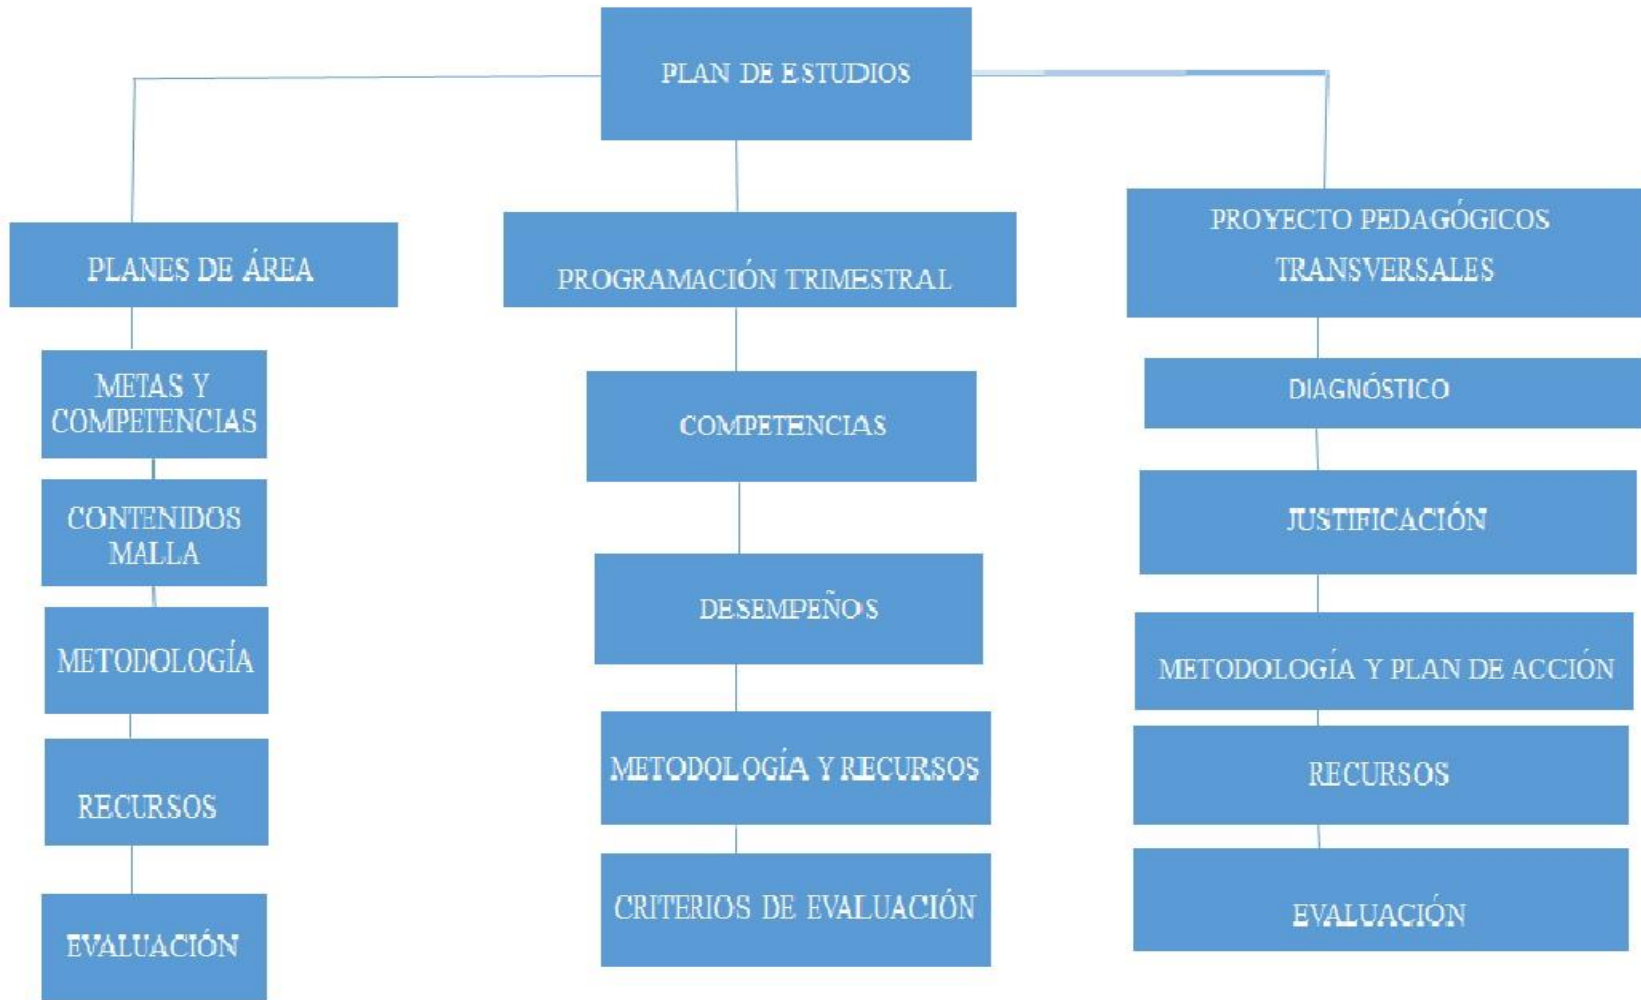 PLAN DE ESTUDIOS
PLANES DE ÁREA
METAS Y
COMPETENCIAS
CONTENIDOS
MALLA
METODOLOGÍA
RECURSOS
EVALUACIÓN
PROGRAMACIÓN TRIMESTRAL
COMPETENCIAS
DESEMPEÑOS
METODOLOGÍA Y RECURSOS
CRITERIOS DE EVALUACIÓN
PROYECTO PEDAGÓGICOS
TRANSVERSALES
DIAGNÓSTICO
JUSTIFICACIÓN
METODOLOGÍA Y PLAN DE ACCIÓN
RECURSOS
EVALUACIÓN